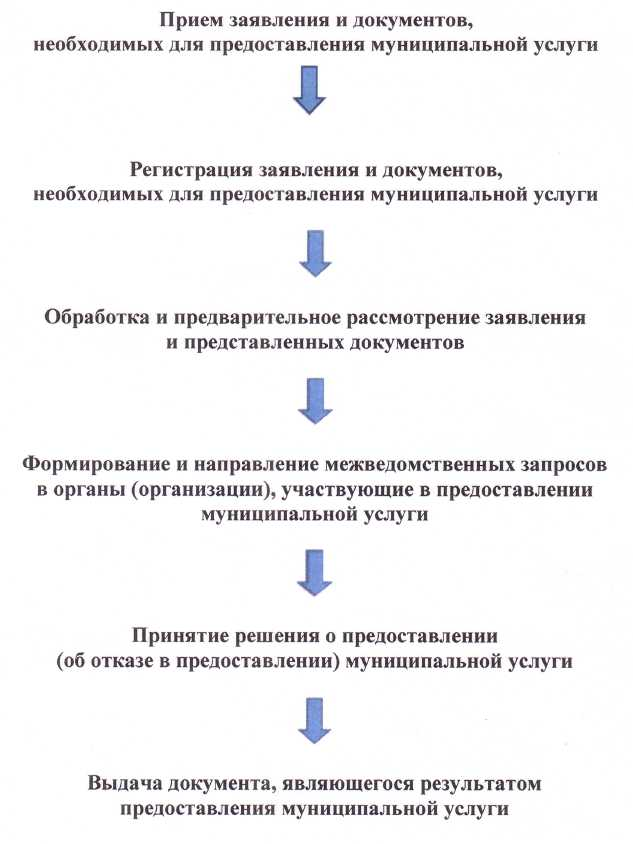 Прием заявления и документов,
необходимых для предоставления муниципальной услуги
Регистрация заявления и документов,
необходимых для предоставления муниципальной услуги
Обработка и предварительное рассмотрение заявления
и представленных документов
Формирование и направление межведомственных запросов
в органы (организации), участвующие в предоставлении
муниципальной услуги
Принятие решения о предоставлении
(об отказе в предоставлении) муниципальной услуги
Выдача документа, являющегося результатом
предоставления муниципальной услуги